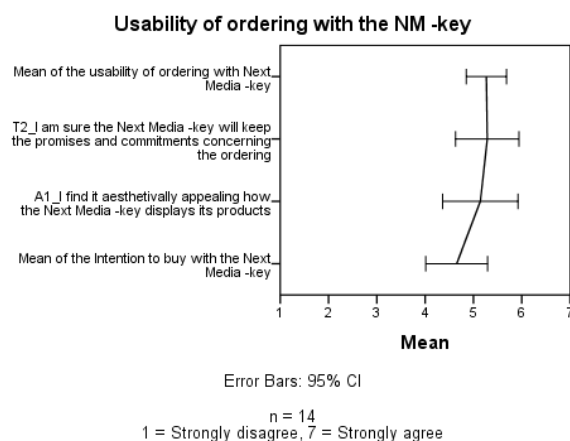 Usability of ordering with the NM -key
Mean of the usability of ordering with Next
Media -key
T2_I am sure the Next Media -key will keep
the promises and commitments concerning
the ordering
A1_I find it aesthetivally appealing how
the Next Media -key displays its products
Mean of the Intention to buy with the Next
Media -key
1 2 3 4 5 6 7
Mean
Error Bars: 95% CI
n = 14
1 = Strongly disagree, 7 = Strongly agree